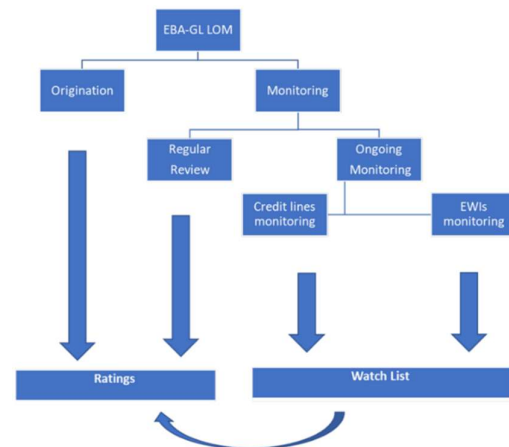 EBA-GL LOM
Origination
Monitoring
Regular
Review
Ongoing
Monitoring
Credit lines
monitoring
EWIs
monitoring
Ratings
Watch List